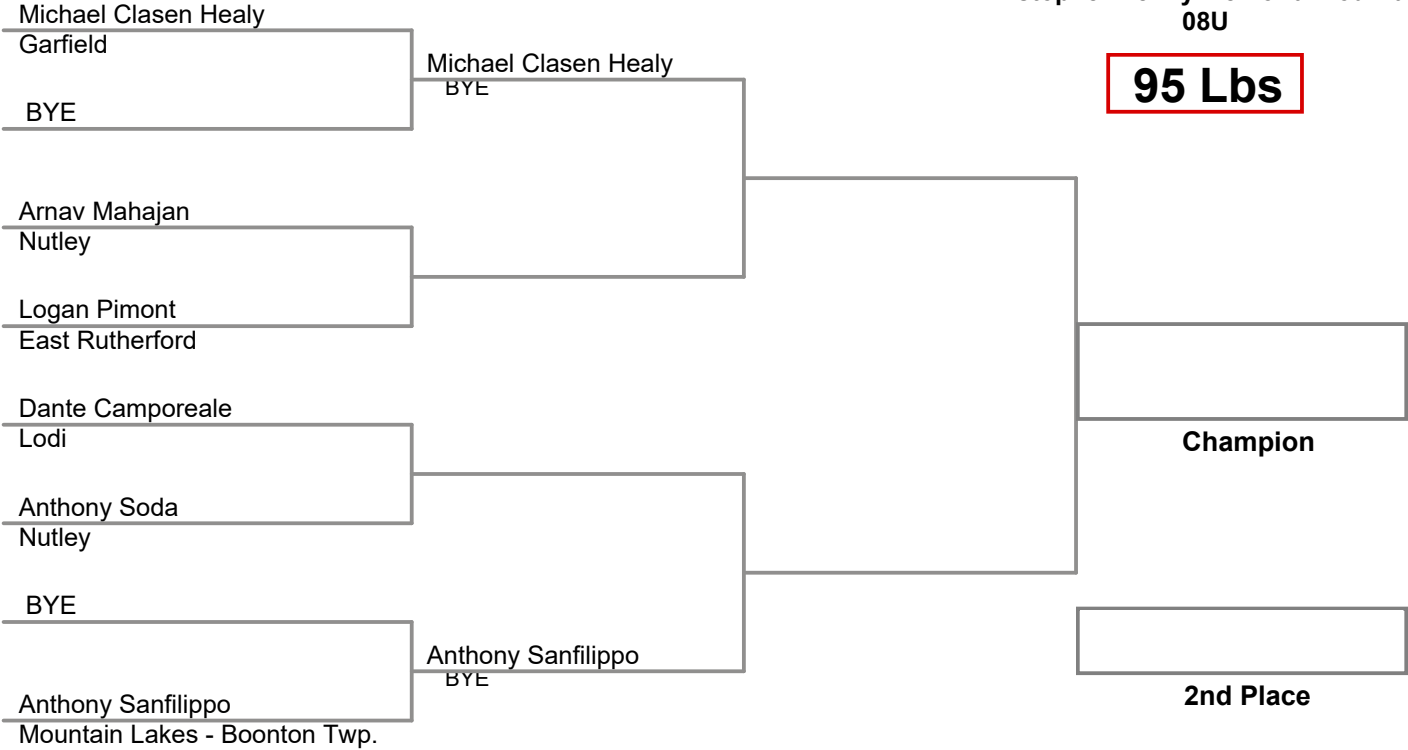 Michael Clasen Healy
Garfield
BYE
Arnav Mahajan
Nutley
Logan Pimont
East Rutherford
Dante Camporeale
Lodi
Anthony Soda
Nutley
BYE
Anthony Sanfilippo
Mountain Lakes - Boonton Twp.
Michael Clasen Healy
BYE
Anthony Sanfilippo
BYE
08U
95 Lbs
Champion
2nd Place